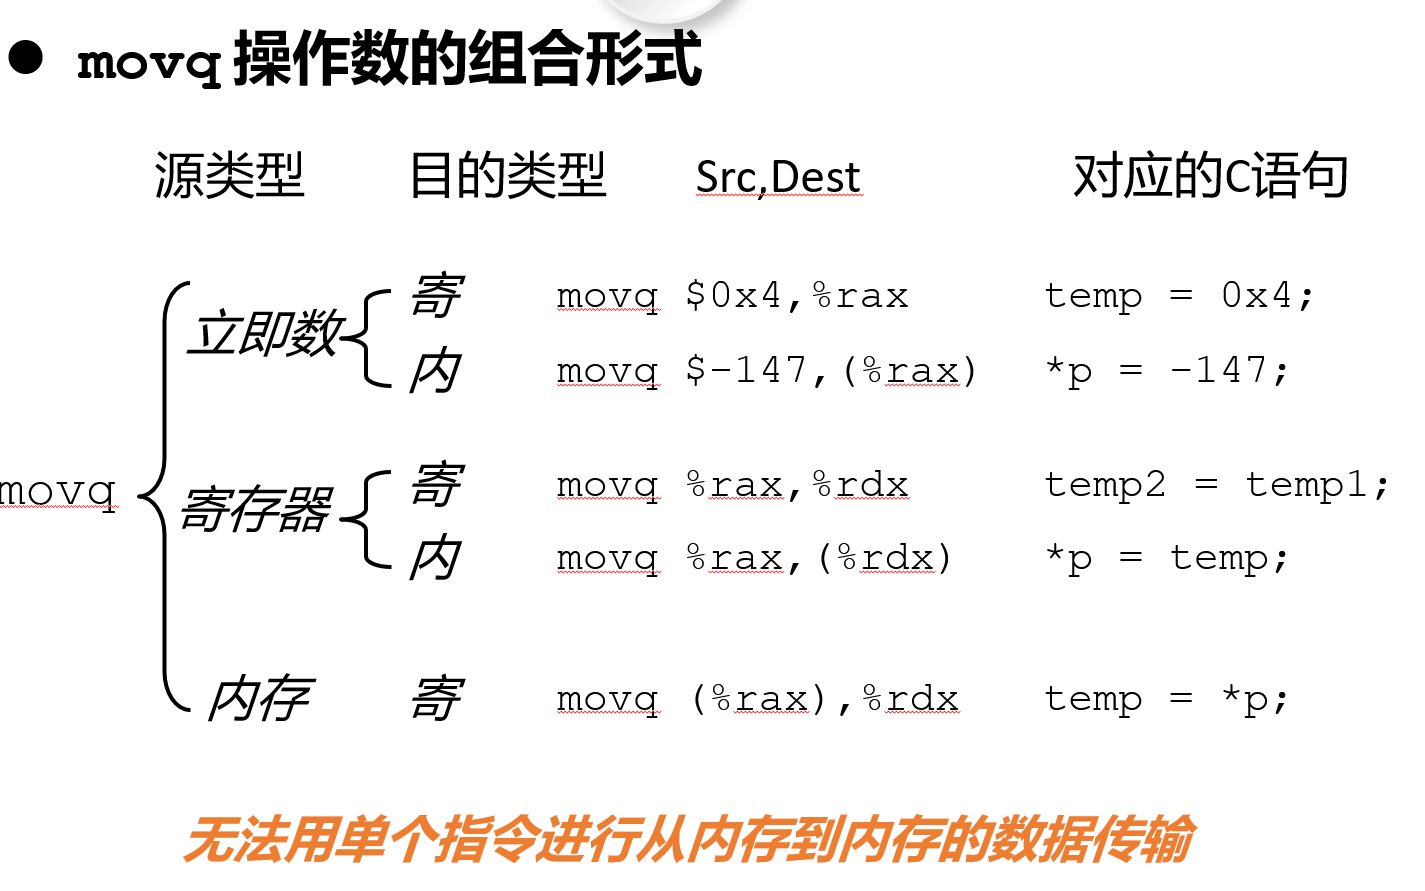 ● movq 操作数的组合形式
源类型 目的类型 Src,Dest 对应的C语句
寄 movq $0x4,%rax temp = 0x4;
立即数
内 movq $-147,(%rax) *p = -147;
寄 movq %rax,%rdx temp2 = temp1;
movq 寄存器
内 movq %rax,(%rdx) *p = temp;
内存 寄 movq (%rax),%rdx temp = *p;
无法用单个指令进行从内存到内存的数据传输